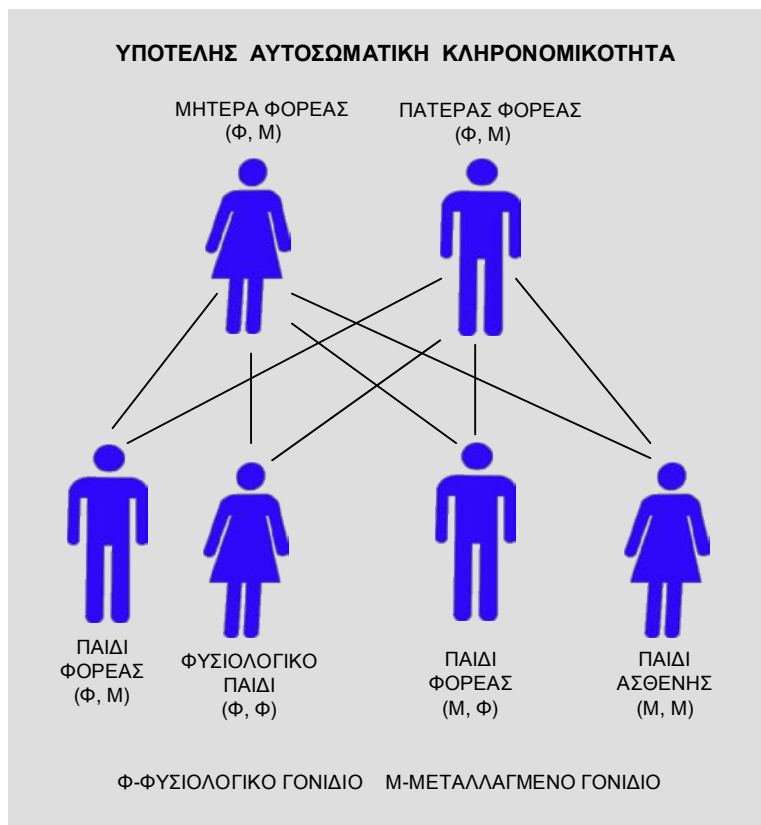 ΥΠΟΤΕΛΗΣ ΑΥΤΟΣΩΜΑΤΙΚΗ ΚΛΗΡΟΝΟΜΙΚΟΤΗΤΑ
ΜΗΤΕΡΑ ΦΟΡΕΑΣ
(Φ, Μ)
ΠΑΤΕΡΑΣ ΦΟΡΕΑΣ
(Φ, Μ)
ΠΑΙΔΙ
ΦΟΡΕΑΣ
(Φ, Μ)
ΦΥΣΙΟΛΟΓΙΚΟ
ΠΑΙΔΙ
(Φ, Φ)
ΠΑΙΔΙ
ΦΟΡΕΑΣ
(Μ, Φ)
ΠΑΙΔΙ
ΑΣΘΕΝΗΣ
(Μ, Μ)
Φ-ΦΥΣΙΟΛΟΓΙΚΟ ΓΟΝΙΔΙΟ Μ-ΜΕΤΑΛΛΑΓΜΕΝΟ ΓΟΝΙΔΙΟ